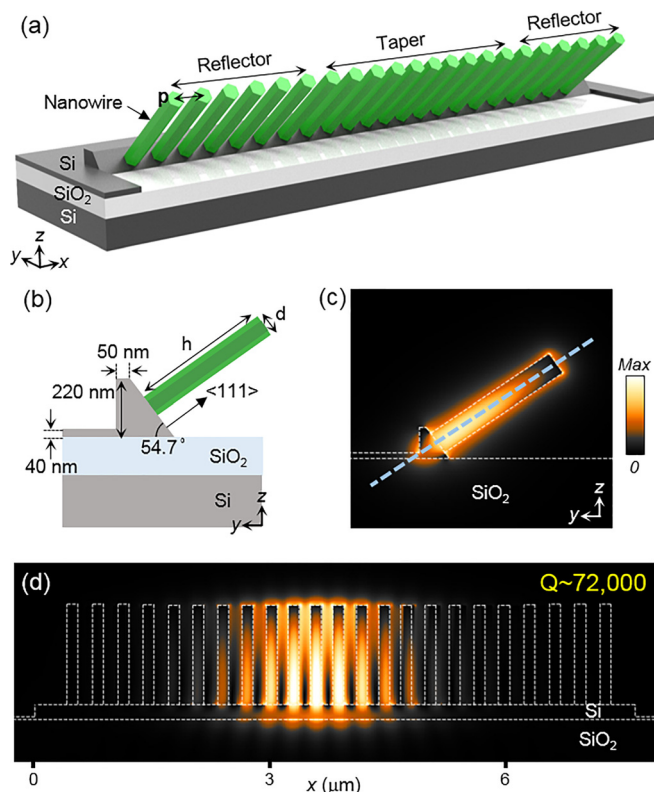 (a)
Reflector
Taper
Reflector
Nanowire
p
Si
SiO₂
Si
z
y
x
(b)
d
h
50 nm
220 nm
<111>
54.7°
40 nm
SiO₂
Si
z
y
(c)
Max
0
SiO₂
z
y
(d)
Q~72,000
Si
SiO₂
0
3
6
x (μm)